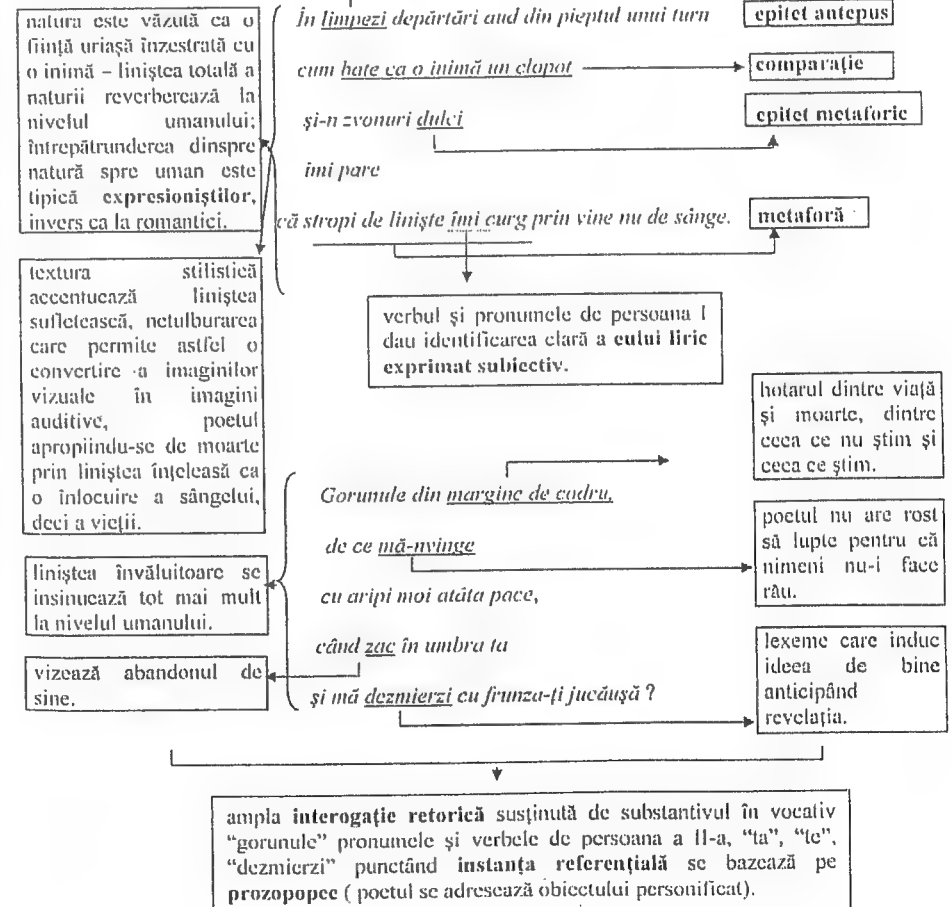 natura este văzută ca o
ființă uriașă înzestrată cu
o inimă – liniștea totală a
naturii reverberează la
nivelul umanului;
întrepătrunderea dinspre
natură spre uman este
tipică expresioniștilor,
invers ca la romantici.
În limpezi depărtări aud din pieptul unui turn
epitet antepus
cum bate ca o inimă un clopot
comparație
și-n zvonuri dulci
epitet metaforic
îmi pare
că stropi de liniște îmi curg prin vine nu de sânge.
metaforă
textura stilistică
accentuează liniștea
sufletească, netulburarea
care permite astfel o
convertire a imaginilor
vizuale în imagini
auditive, poetul
apropiindu-se de moarte
prin liniștea înțeleasă ca
o înlocuire a sângelui,
deci a vieții.
verbul și pronumele de persoana I
dau identificarea clară a eului liric
exprimat subiectiv.
hotarul dintre viață
și moarte, dintre
ceea ce nu știm și
ceea ce știm.
Gorunule din margine de codru,
de ce mă-nvinge
cu aripi moi atâta pace,
când zac în umbra ta
și mă dezmierzi cu frunza-ți jucăușă ?
poetul nu are rost
să lupte pentru că
nimeni nu-i face
rău.
liniștea învăluitoare se
insinuează tot mai mult
la nivelul umanului.
vizează abandonul de
sine.
lexeme care induc
ideea de bine
anticipând
revelația.
ampla interogație retorică susținută de substantivul în vocativ
"gorunule" pronumele și verbele de persoana a II-a, "ta", "te",
"dezmierzi" punctând instanța referențială se bazează pe
prozopopee ( poetul se adresează obiectului personificat).